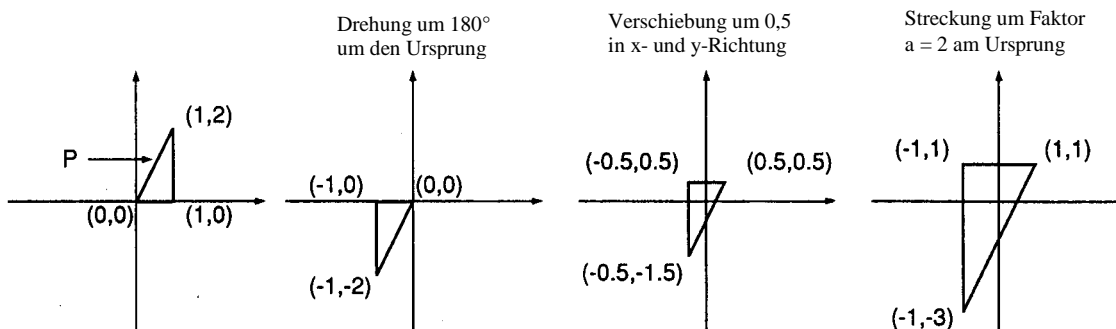 Drehung um 180°
um den Ursprung
Verschiebung um 0,5
in x- und y-Richtung
Streckung um Faktor
a = 2 am Ursprung
(1,2)
P
(0,0)
(1,0)
(-1,0)
(0,0)
(-1,-2)
(-0.5,0.5)
(0.5,0.5)
(-0.5,-1.5)
(-1,1)
(1,1)
(-1,-3)